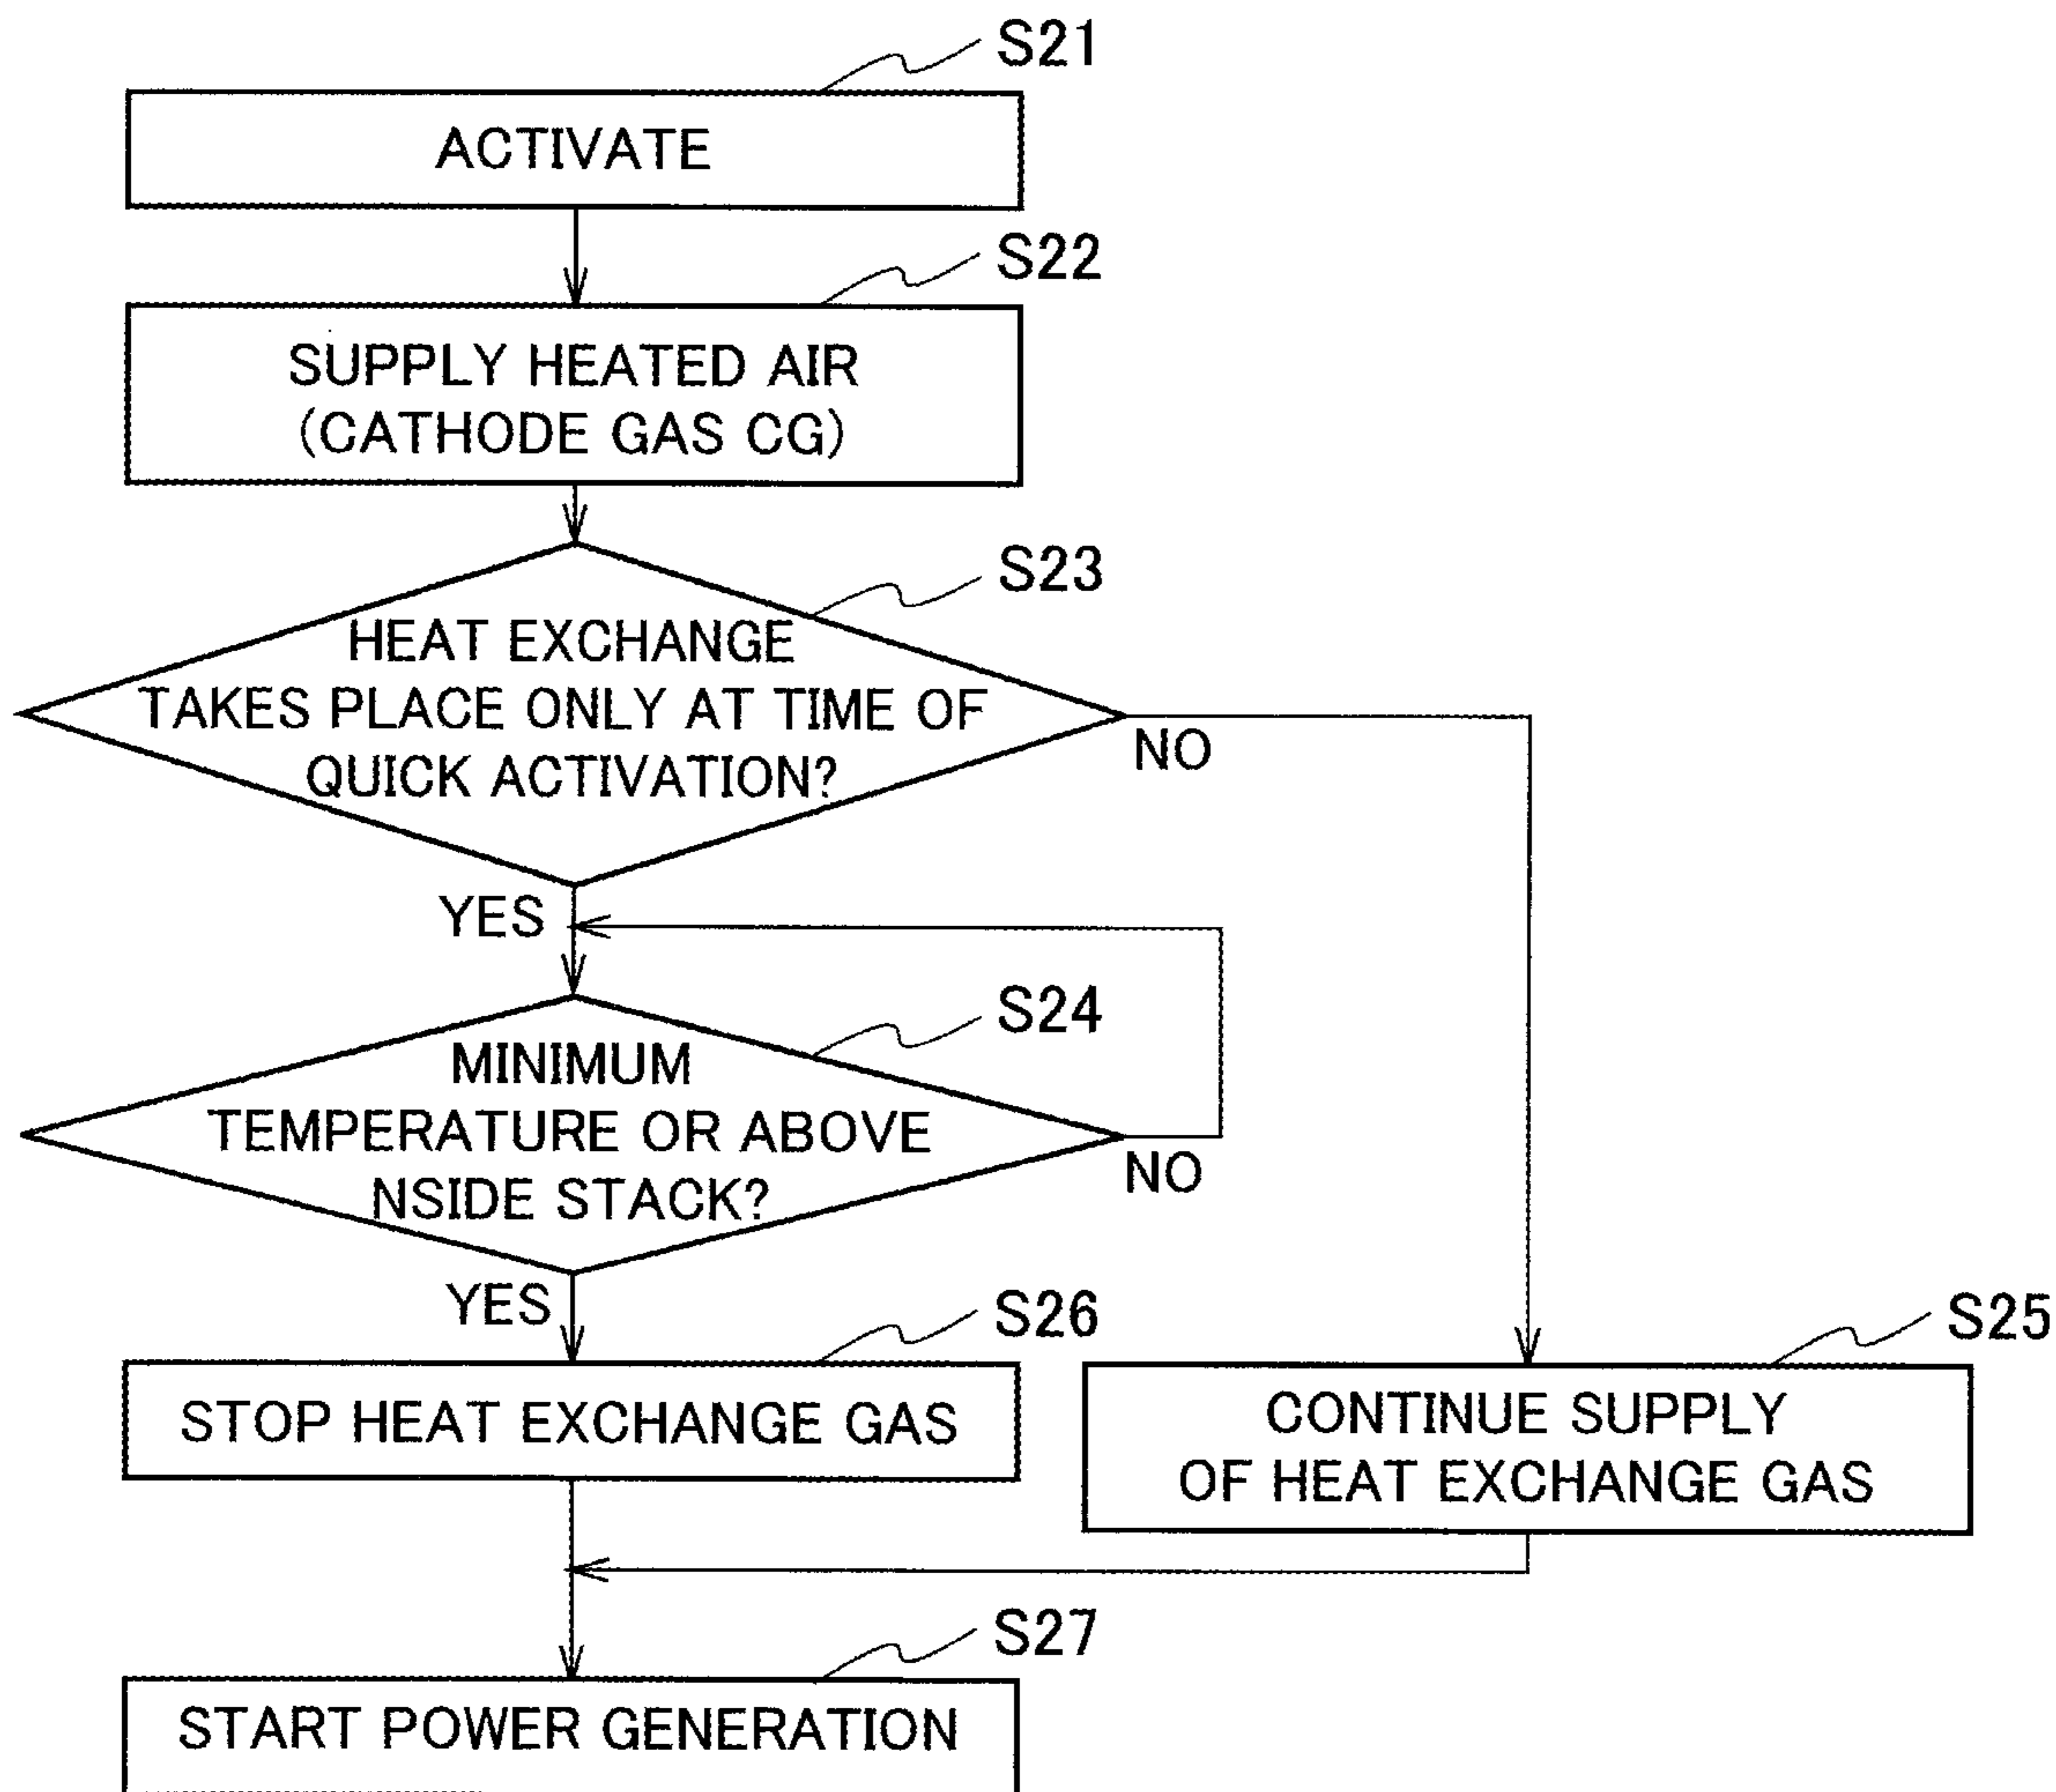 S21
ACTIVATE
S22
SUPPLY HEATED AIR
(CATHODE GAS CG)
S23
HEAT EXCHANGE
TAKES PLACE ONLY AT TIME OF
QUICK ACTIVATION?
NO
YES
S24
MINIMUM
TEMPERATURE OR ABOVE
NSIDE STACK?
NO
YES
S26
STOP HEAT EXCHANGE GAS
S25
CONTINUE SUPPLY
OF HEAT EXCHANGE GAS
S27
START POWER GENERATION